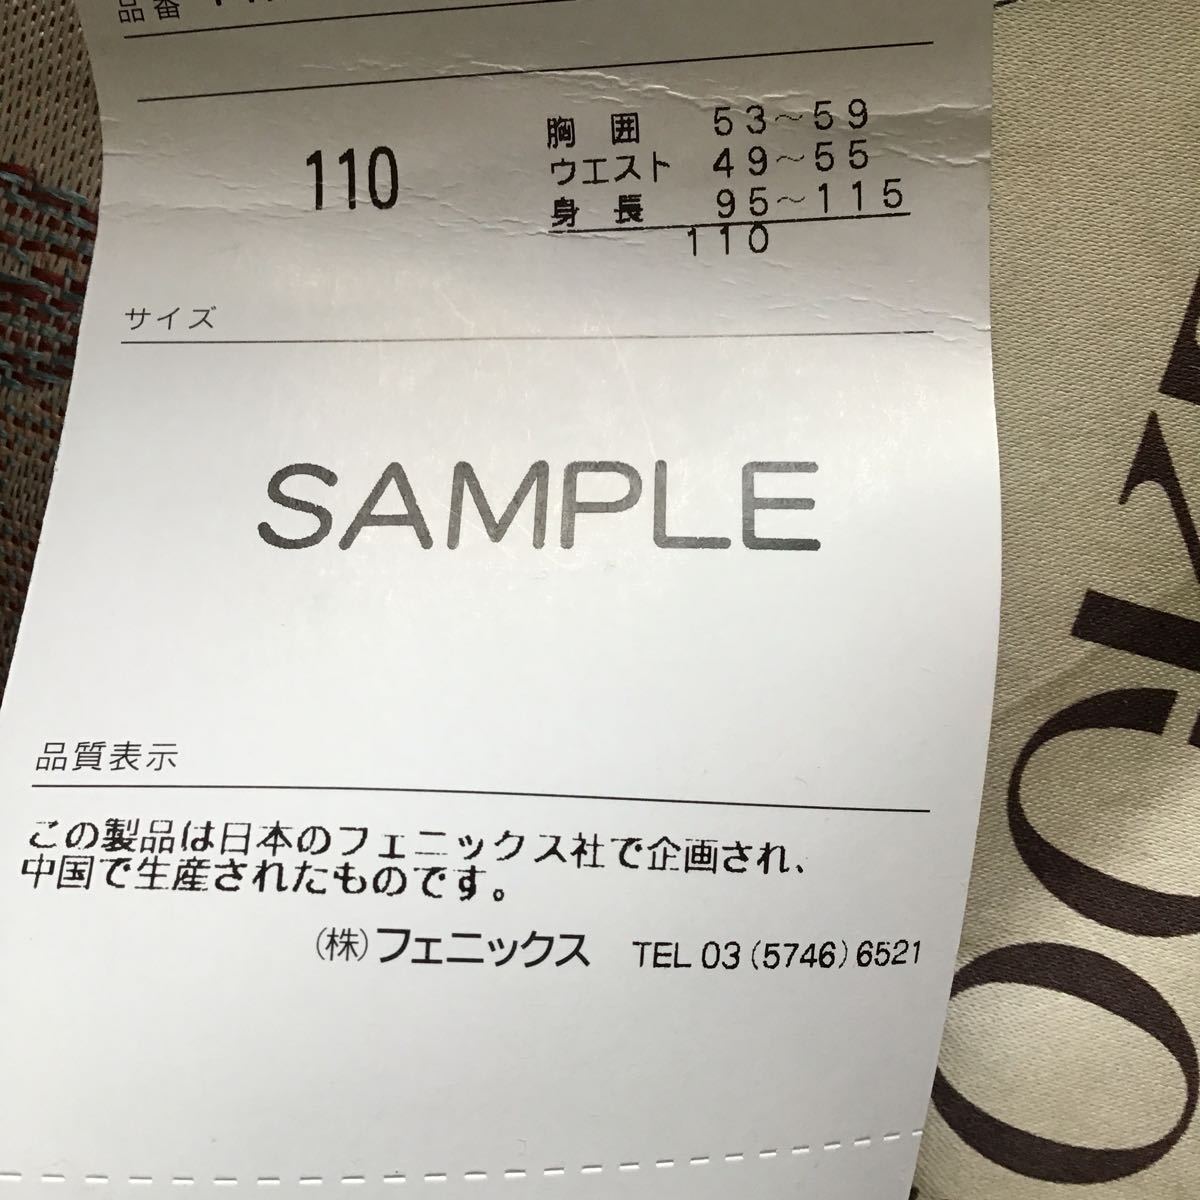 品番
110
胸囲 53～59
ウエスト 49～55
身長 95～115
110
サイズ
SAMPLE
品質表示
この製品は日本のフェニックス社で企画され、
中国で生産されたものです。
(株)フェニックス TEL 03(5746)6521